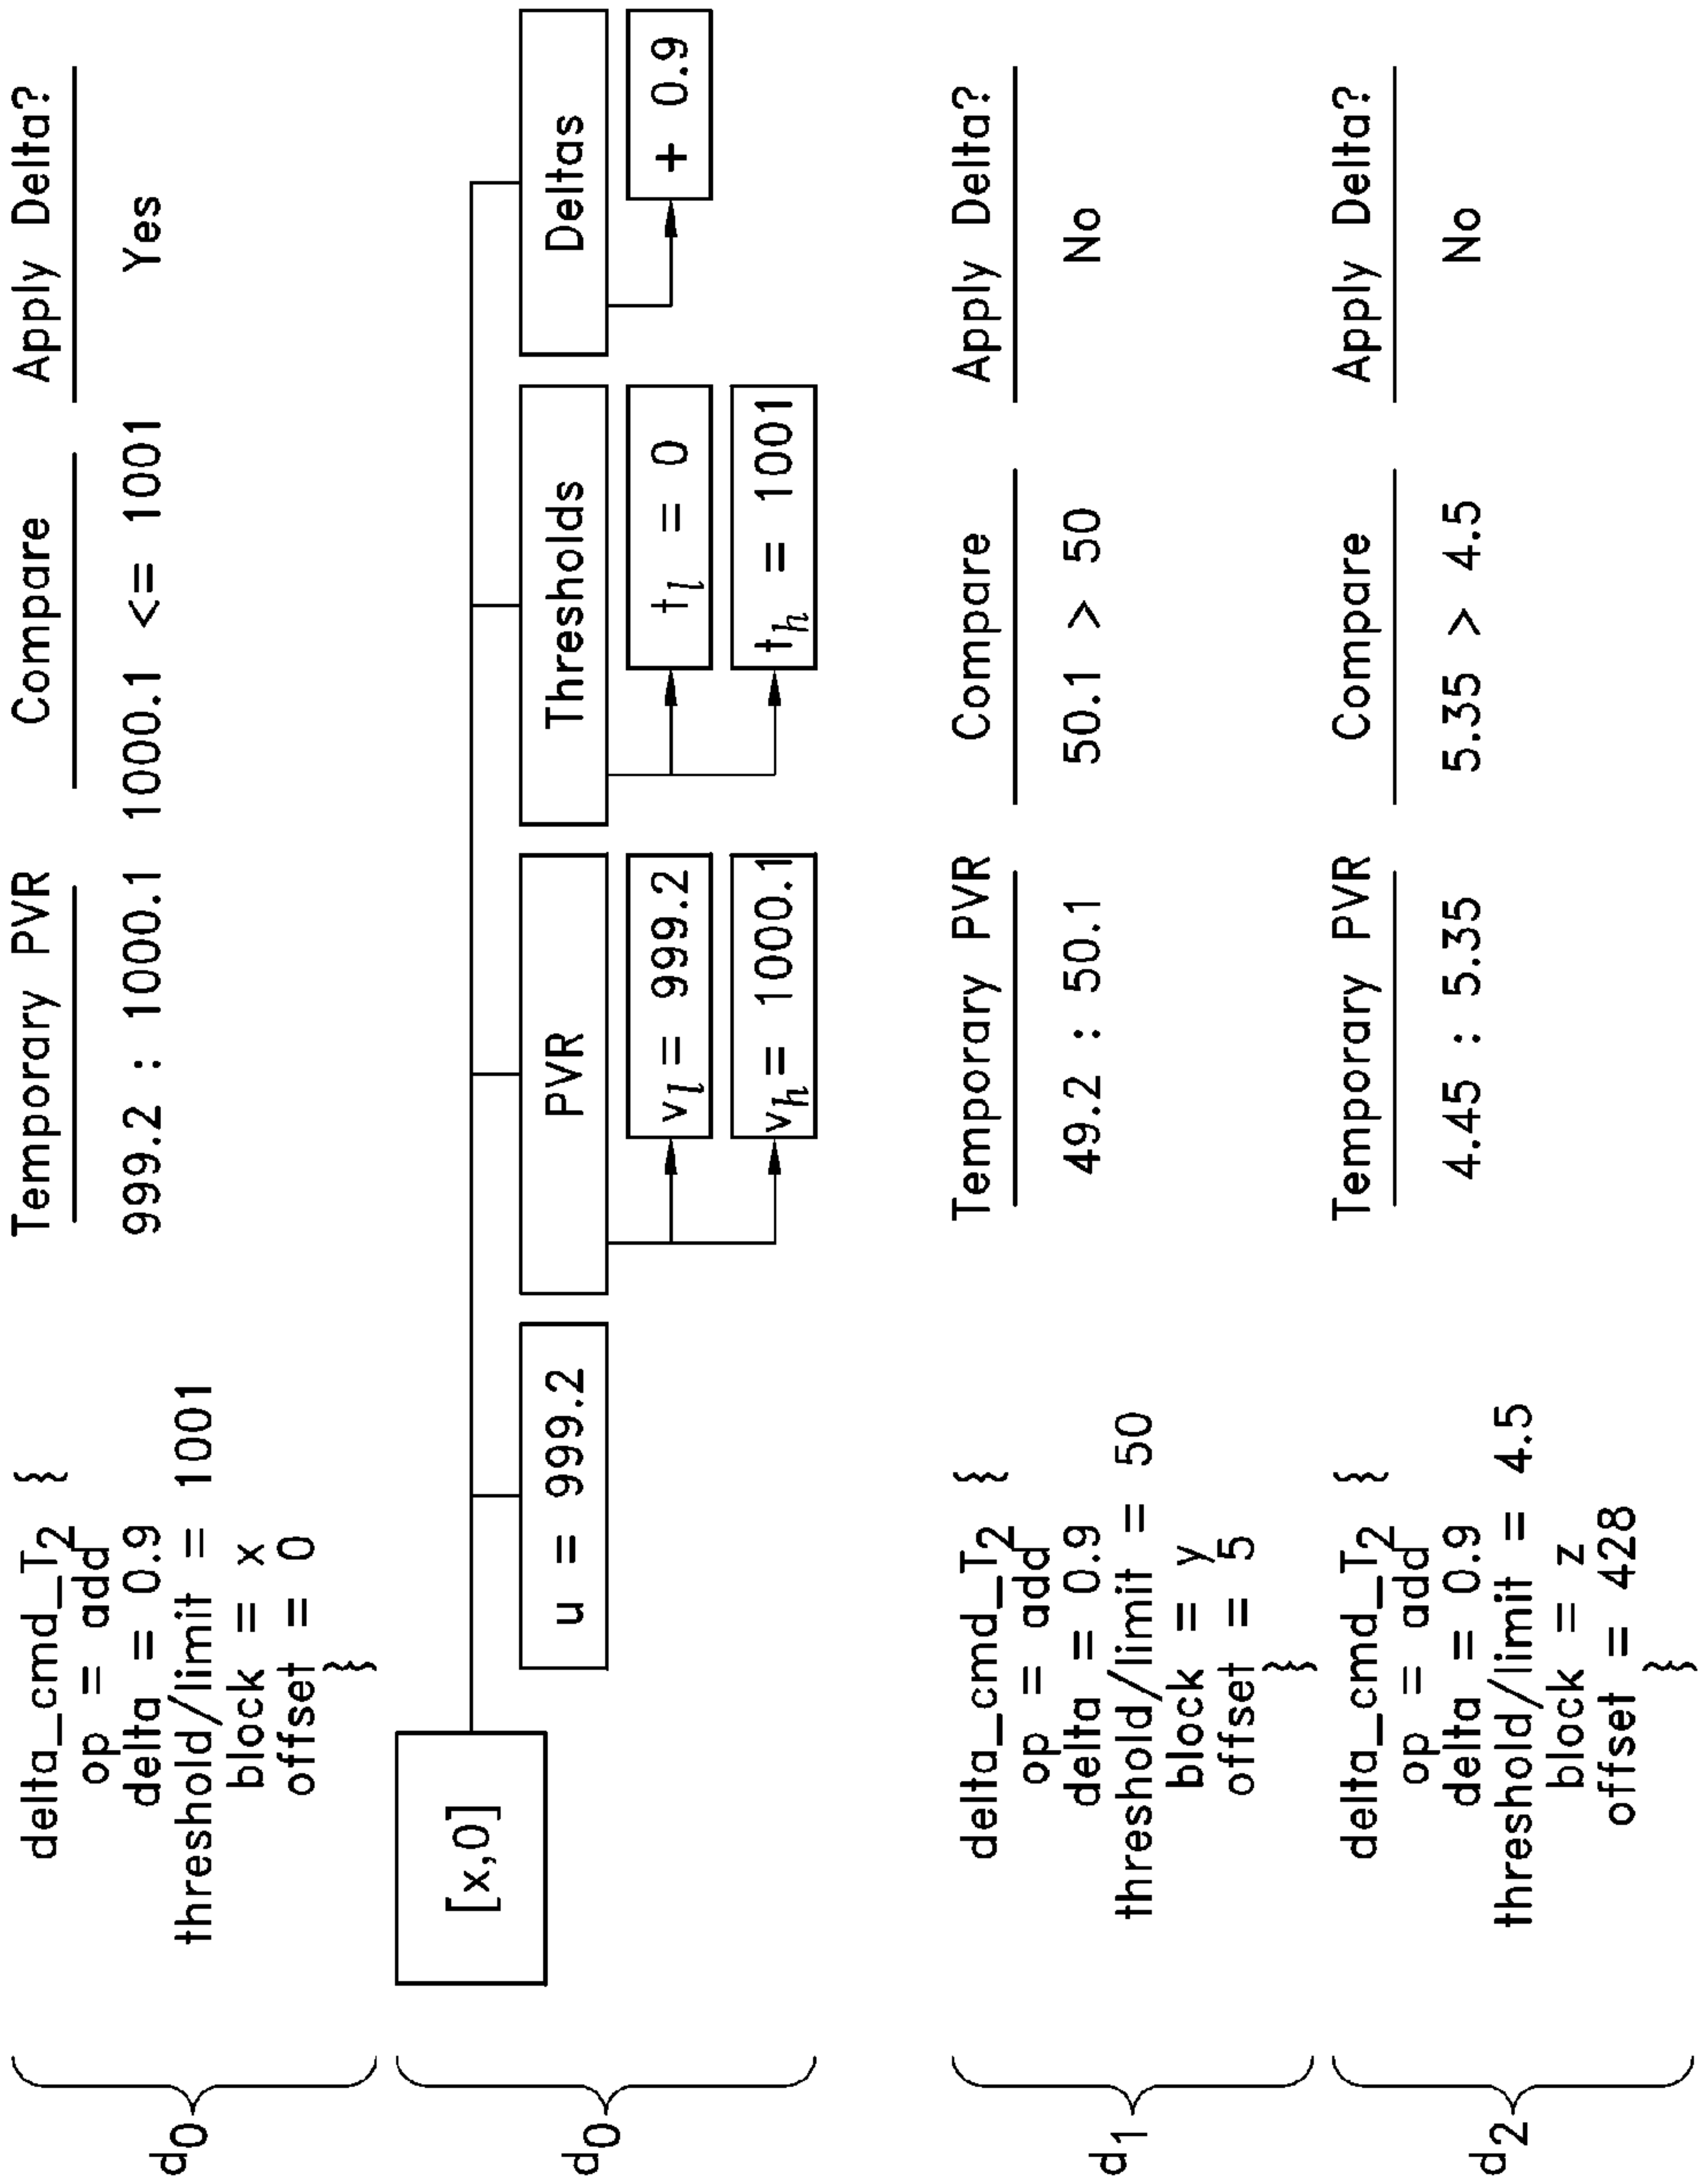 d0
delta_cmd_T2 {
op = add
delta = 0.9
threshold/limit = 1001
block = x
offset = 0
}
Temporary PVR
999.2 : 1000.1
Compare
1000.1 <= 1001
Apply Delta?
Yes
d0
[x,0]
u = 999.2
PVR
vl = 999.2
vh = 1000.1
Thresholds
tl = 0
th = 1001
Deltas
+ 0.9
d1
delta_cmd_T2 {
op = add
delta = 0.9
threshold/limit = 50
block = y
offset = 5
}
Temporary PVR
49.2 : 50.1
Compare
50.1 > 50
Apply Delta?
No
d2
delta_cmd_T2 {
op = add
delta = 0.9
threshold/limit = 4.5
block = z
offset = 428
}
Temporary PVR
4.45 : 5.35
Compare
5.35 > 4.5
Apply Delta?
No